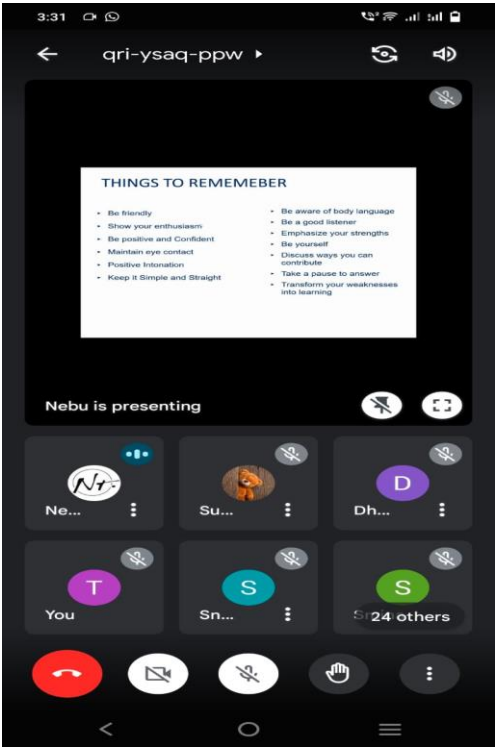 3:31
qri-ysaq-ppw
THINGS TO REMEMEBER
• Be friendly
• Show your enthusiasm
• Be positive and Confident
• Maintain eye contact
• Positive Intonation
• Keep it Simple and Straight
• Be aware of body language
• Be a good listener
• Emphasize your strengths
• Be yourself
• Discuss ways you can
contribute
• Take a pause to answer
• Transform your weaknesses
into learning
Nebu is presenting
Nt.
D
Ne...
Su...
Dh...
T
S
S
You
Sn...
24 others